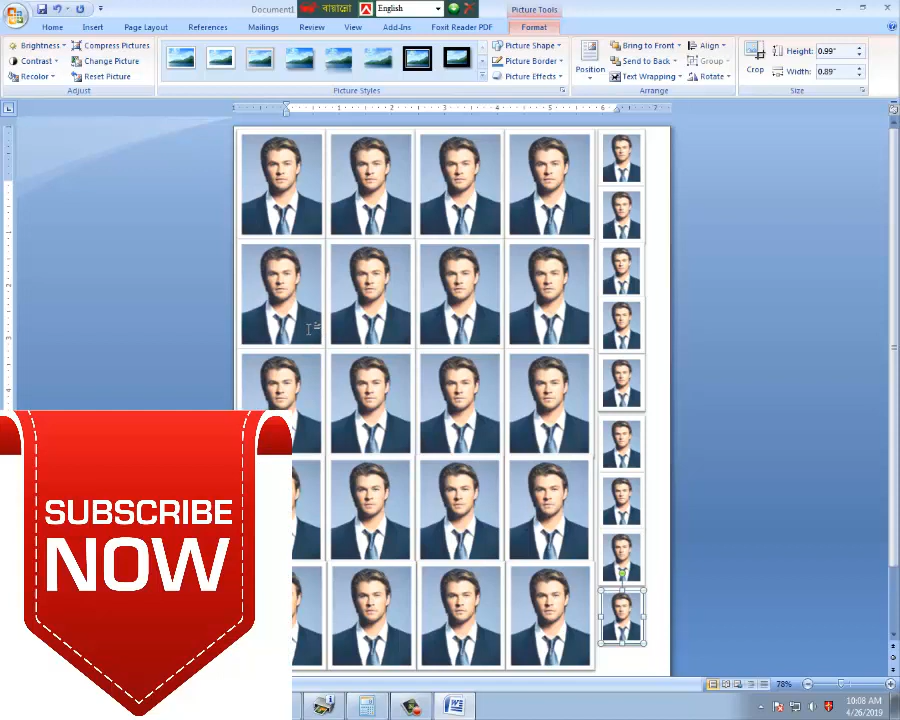 Document1
বায়ান্নো
English
Picture Tools
Home Insert Page Layout References Mailings Review View Add-Ins Foxit Reader PDF Format
Brightness Compress Pictures
Contrast Change Picture
Recolor Reset Picture
Adjust
Picture Styles
Picture Shape
Picture Border
Picture Effects
Position
Bring to Front
Send to Back
Text Wrapping
Align
Group
Rotate
Arrange
Crop
Height: 0.99"
Width: 0.89"
Size
SUBSCRIBE
NOW
78%
10:08 AM
4/26/2019